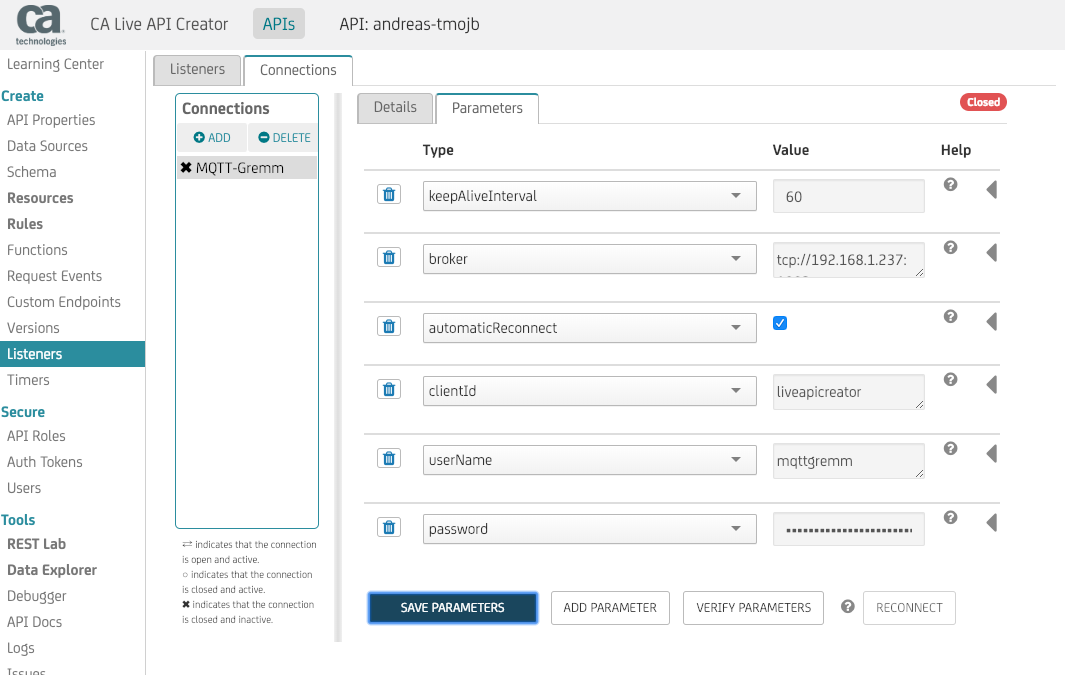 ca
technologies
CA Live API Creator
APIs
API: andreas-tmojb
Learning Center
Create
API Properties
Data Sources
Schema
Resources
Rules
Functions
Request Events
Custom Endpoints
Versions
Listeners
Timers
Secure
API Roles
Auth Tokens
Users
Tools
REST Lab
Data Explorer
Debugger
API Docs
Logs
Issues
Listeners
Connections
Connections
ADD
DELETE
✖ MQTT-Gremm
⇄ indicates that the connection
is open and active.
○ indicates that the connection
is closed and active.
✖ indicates that the connection
is closed and inactive.
Details
Parameters
Closed
Type Value Help
keepAliveInterval 60
broker tcp://192.168.1.237:
automaticReconnect
clientId liveapicreator
userName mqttgremm
password
SAVE PARAMETERS ADD PARAMETER VERIFY PARAMETERS RECONNECT